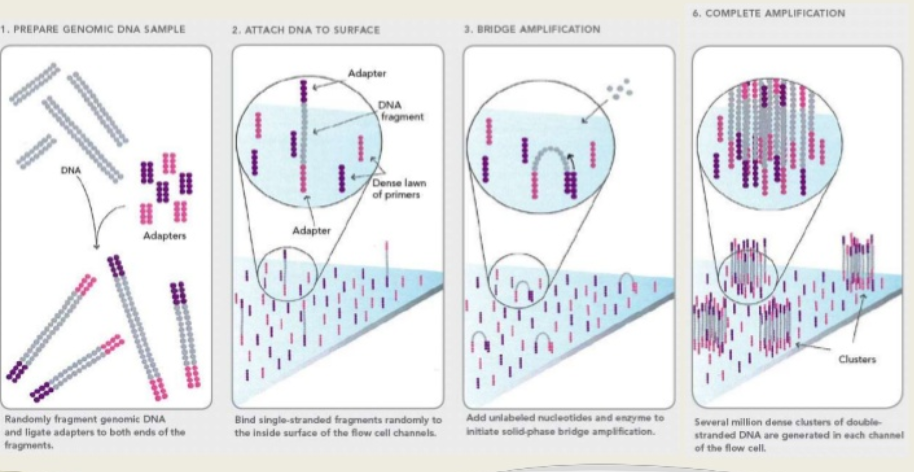 1. PREPARE GENOMIC DNA SAMPLE
DNA
Adapters
Randomly fragment genomic DNA
and ligate adapters to both ends of the
fragments.
2. ATTACH DNA TO SURFACE
Adapter
DNA
fragment
Dense lawn
of primers
Adapter
Bind single-stranded fragments randomly to
the inside surface of the flow cell channels.
3. BRIDGE AMPLIFICATION
Add unlabeled nucleotides and enzyme to
initiate solid-phase bridge amplification.
6. COMPLETE AMPLIFICATION
Clusters
Several million dense clusters of double-
stranded DNA are generated in each channel
of the flow cell.